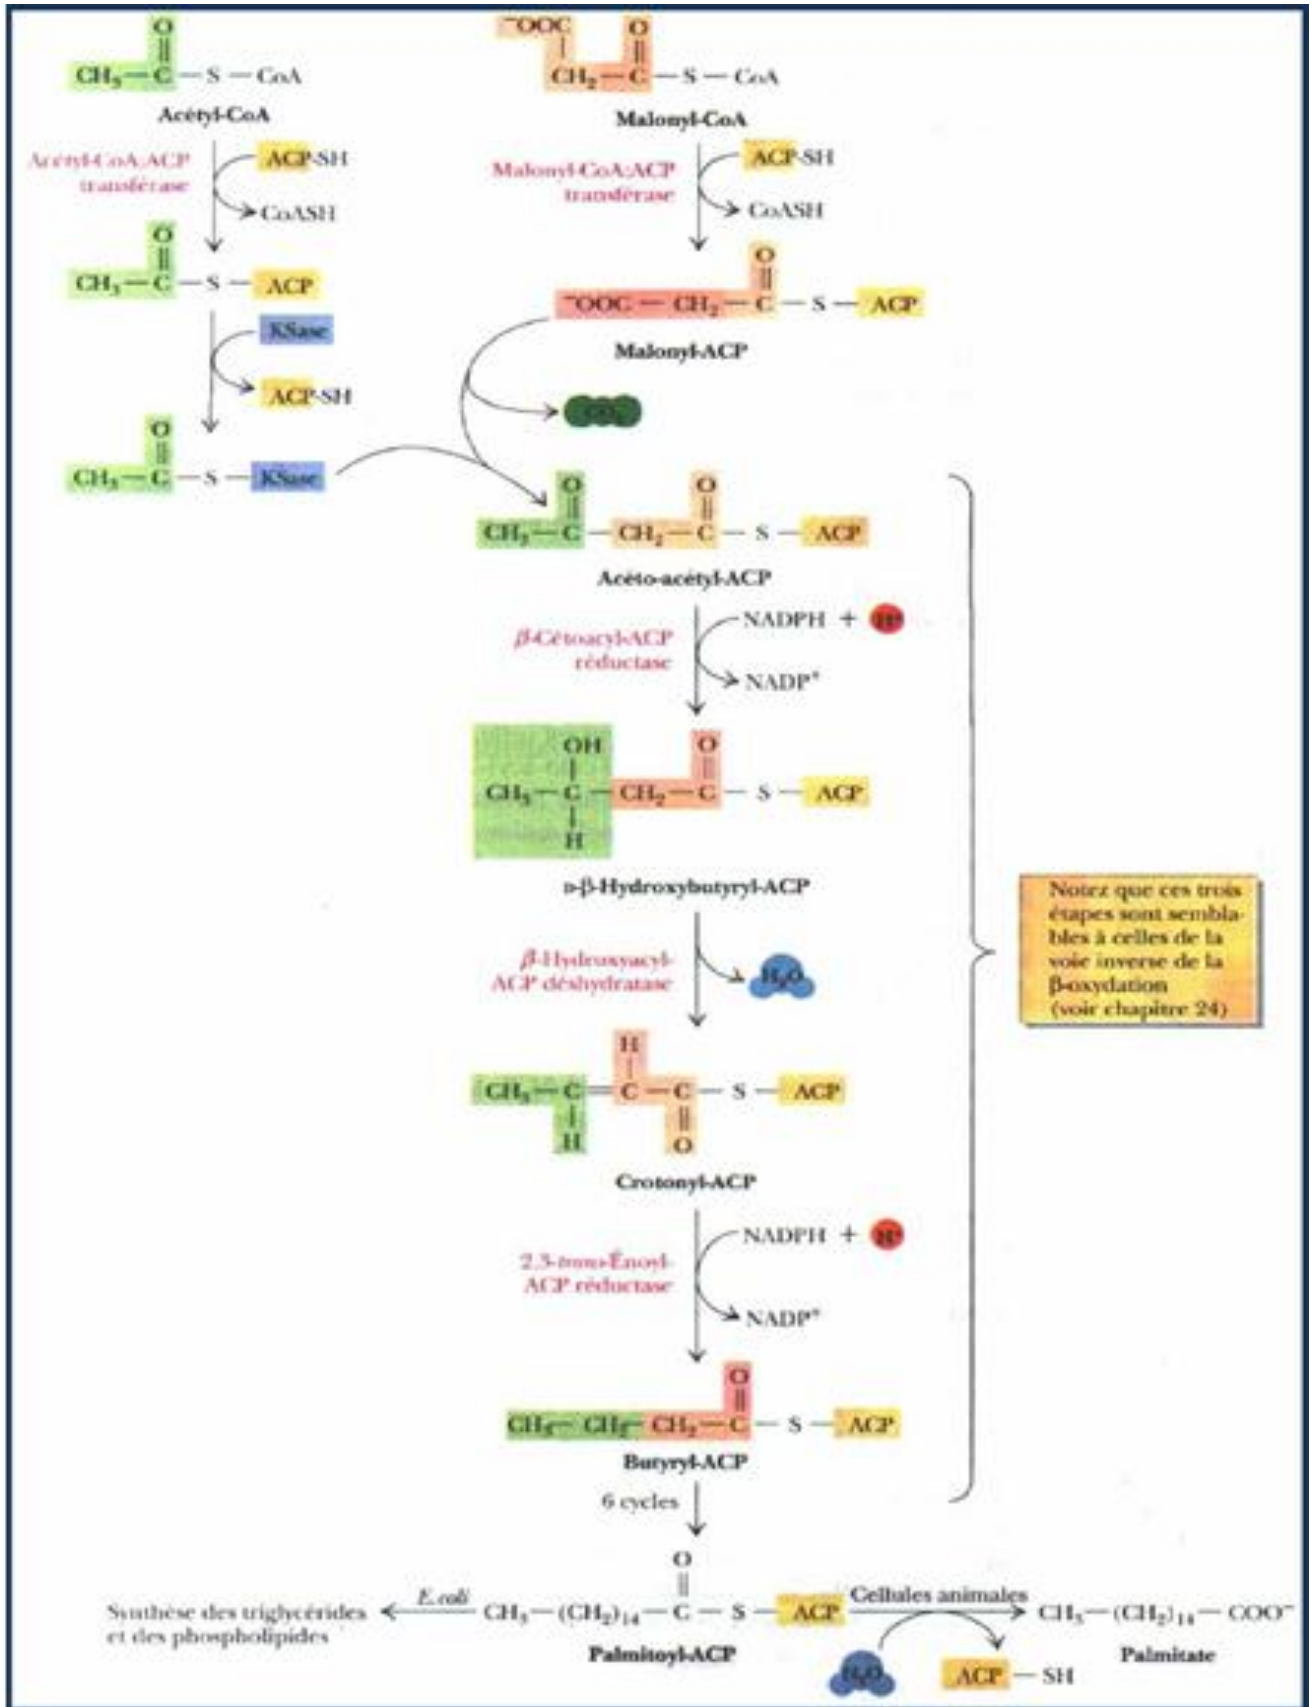 O
CH₃—C—S—CoA
Acétyl-CoA
⁻OOC
O
CH₂—C—S—CoA
Malonyl-CoA
Acétyl-CoA:ACP
transférase
ACP-SH
CoASH
Malonyl-CoA:ACP
transférase
ACP-SH
CoASH
O
CH₃—C—S—ACP
O
⁻OOC—CH₂—C—S—ACP
Malonyl-ACP
KSase
ACP-SH
CO₂
O
CH₃—C—S—KSase
O
O
CH₃—C—CH₂—C—S—ACP
Acéto-acétyl-ACP
β-Cétoacyl-ACP
réductase
NADPH + H⁺
NADP⁺
OH
O
CH₃—C—CH₂—C—S—ACP
H
D-β-Hydroxybutyryl-ACP
β-Hydroxyacyl-
ACP déshydratase
H₂O
Notez que ces trois
étapes sont sembla-
bles à celles de la
voie inverse de la
β-oxydation
(voir chapitre 24)
H
CH₃—C=C—C—S—ACP
H
O
Crotonyl-ACP
2,3-trans-Énoyl-
ACP réductase
NADPH + H⁺
NADP⁺
O
CH₃—CH₂—CH₂—C—S—ACP
Butyryl-ACP
6 cycles
O
Synthèse des triglycérides
et des phospholipides
E.coli
CH₃—(CH₂)₁₄—C—S—ACP
Palmitoyl-ACP
Cellules animales
H₂O
ACP—SH
CH₃—(CH₂)₁₄—COO⁻
Palmitate